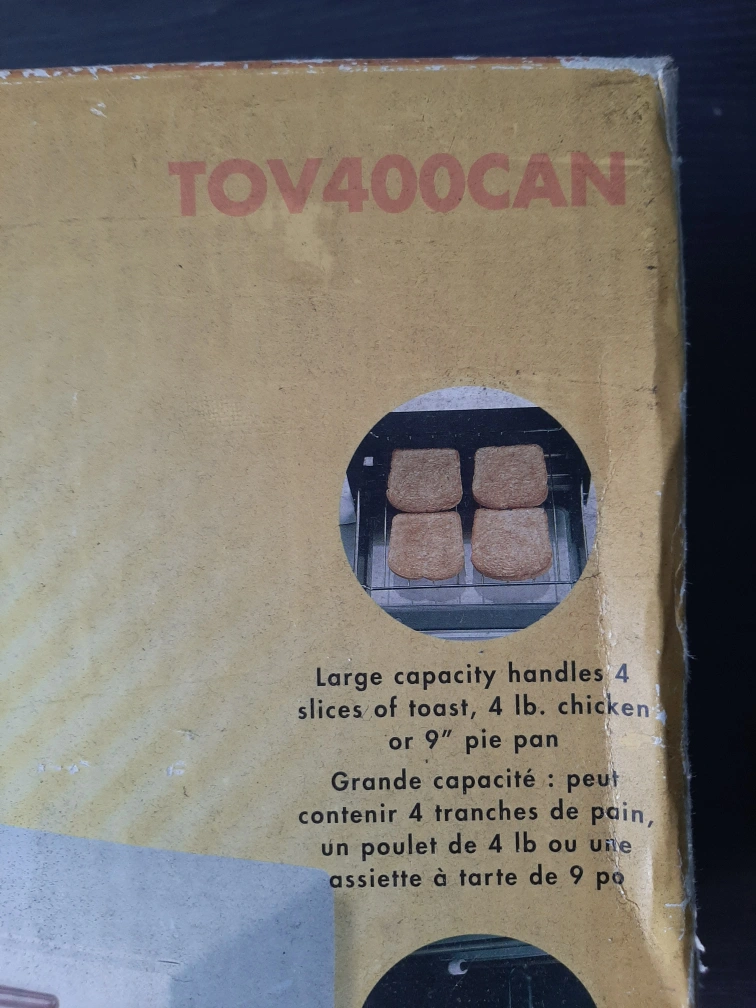 TOV400CAN
Large capacity handles 4
slices of toast, 4 lb. chicken
or 9” pie pan
Grande capacité : peut
contenir 4 tranches de pain,
un poulet de 4 lb ou une
assiette à tarte de 9 po